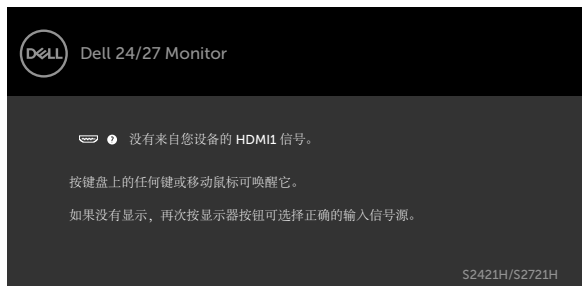 DELL Dell 24/27 Monitor
没有来自您设备的 HDMI1 信号。
按键盘上的任何键或移动鼠标可唤醒它。
如果没有显示，再次按显示器按钮可选择正确的输入信号源。
S2421H/S2721H